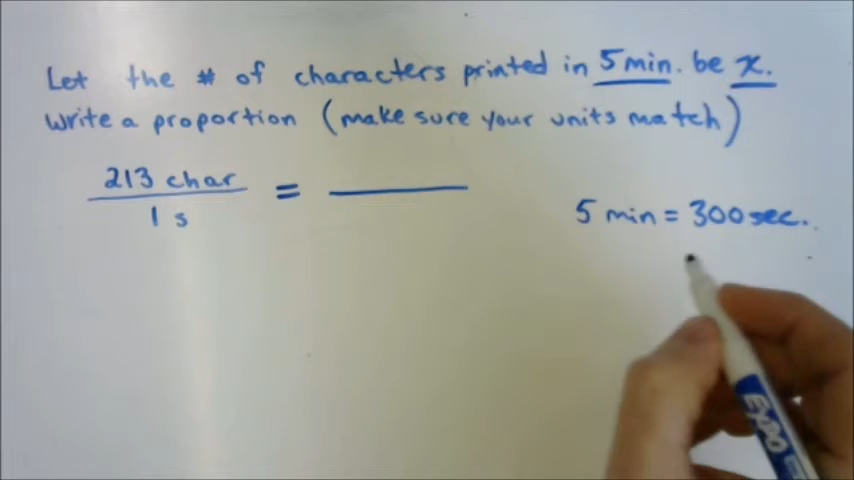 Let the # of characters printed in 5 min. be x.
Write a proportion (make sure your units match)
213 char
1 s
=
5 min = 300 sec.
EXPO